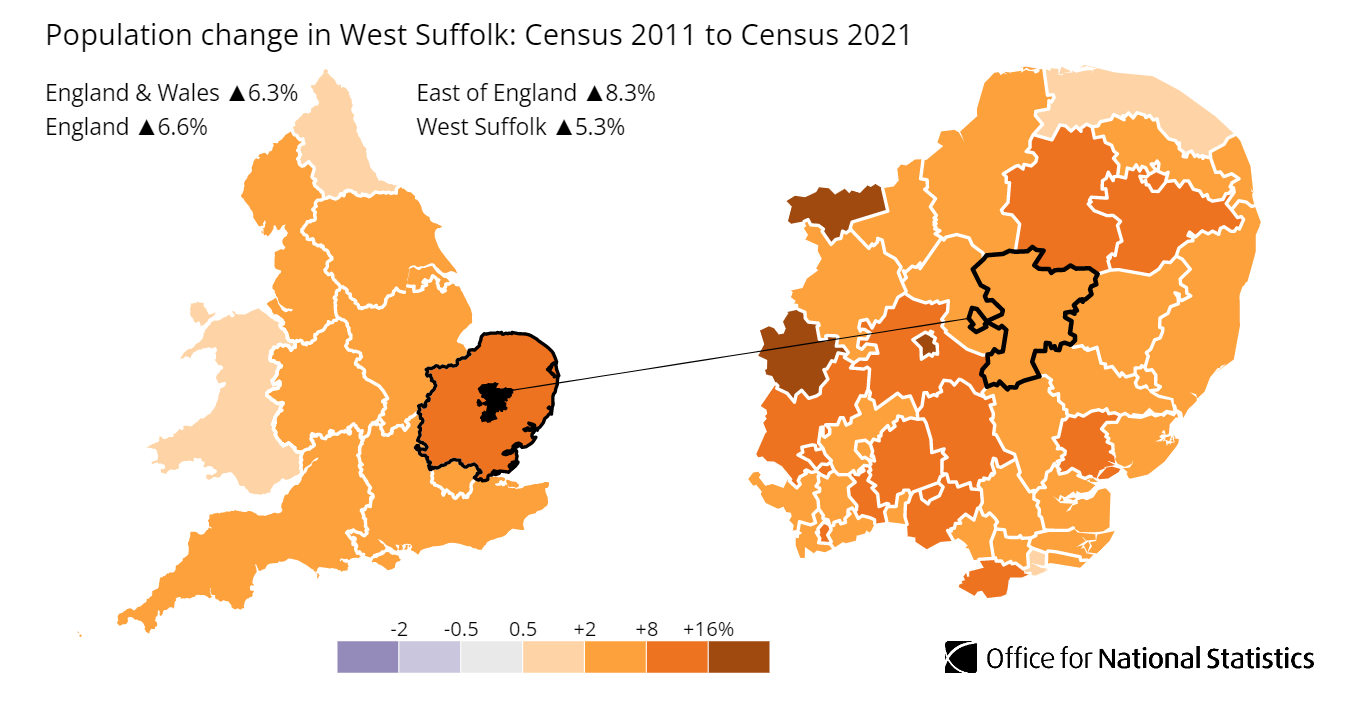 Population change in West Suffolk: Census 2011 to Census 2021
England & Wales ▲6.3%
England ▲6.6%
East of England ▲8.3%
West Suffolk ▲5.3%
-2 -0.5 0.5 +2 +8 +16%
Office for National Statistics